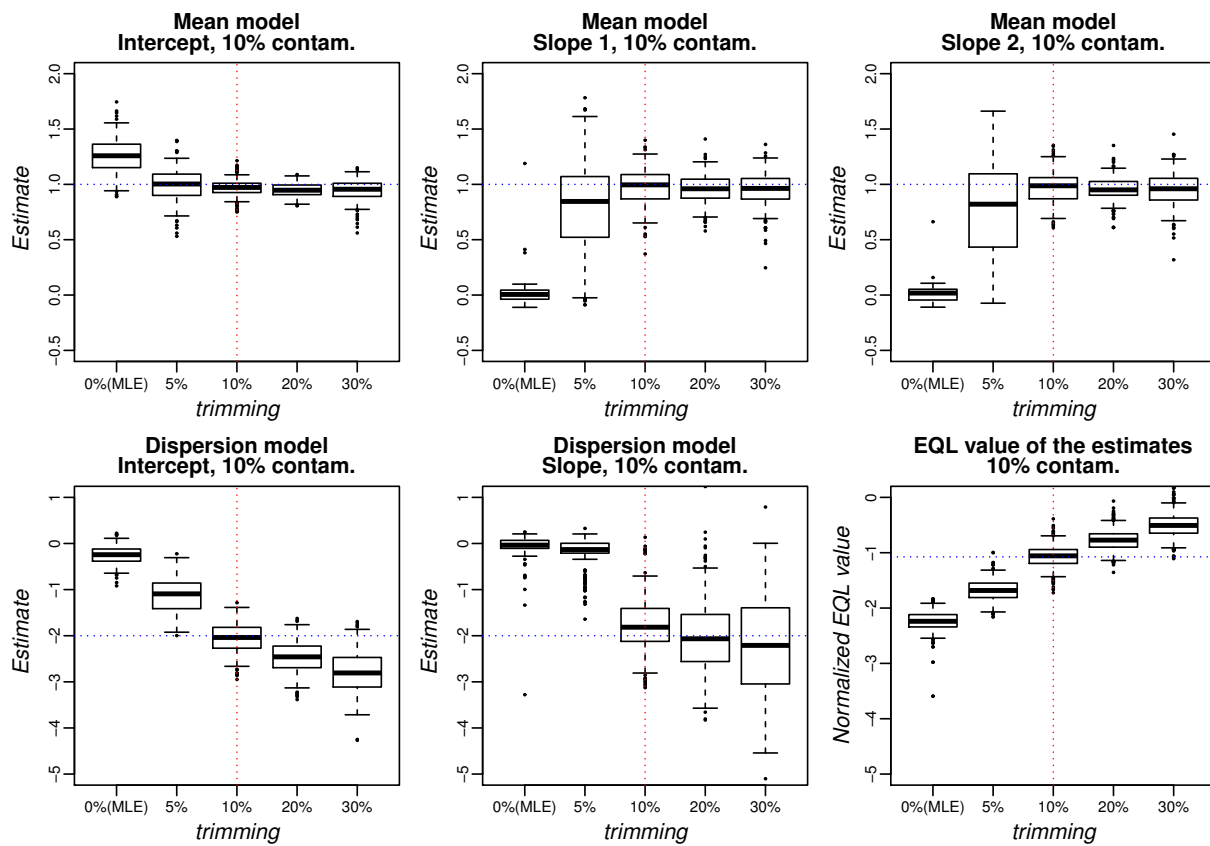 Mean model
Intercept, 10% contam.
Estimate
2.0
1.5
1.0
0.5
0.0
−0.5
0%(MLE) 5% 10% 20% 30%
trimming
Mean model
Slope 1, 10% contam.
Estimate
2.0
1.5
1.0
0.5
0.0
−0.5
0%(MLE) 5% 10% 20% 30%
trimming
Mean model
Slope 2, 10% contam.
Estimate
2.0
1.5
1.0
0.5
0.0
−0.5
0%(MLE) 5% 10% 20% 30%
trimming
Dispersion model
Intercept, 10% contam.
Estimate
1
0
-1
-2
-3
-4
-5
0%(MLE) 5% 10% 20% 30%
trimming
Dispersion model
Slope, 10% contam.
Estimate
1
0
-1
-2
-3
-4
-5
0%(MLE) 5% 10% 20% 30%
trimming
EQL value of the estimates
10% contam.
Normalized EQL value
0
-1
-2
-3
-4
-5
0%(MLE) 5% 10% 20% 30%
trimming